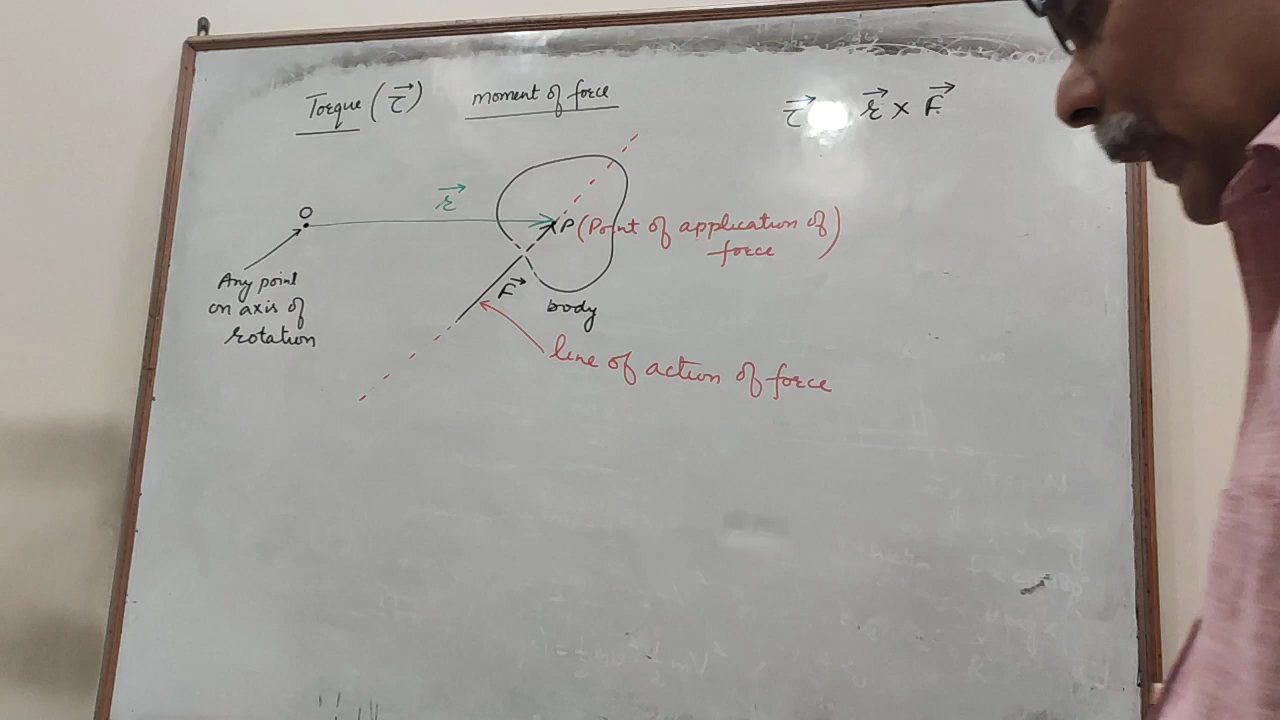 Torque (τ⃗) moment of force
τ⃗ r⃗ × F⃗
r⃗
O
P (Point of application of force)
Any point
on axis of
rotation
F⃗
body
line of action of force